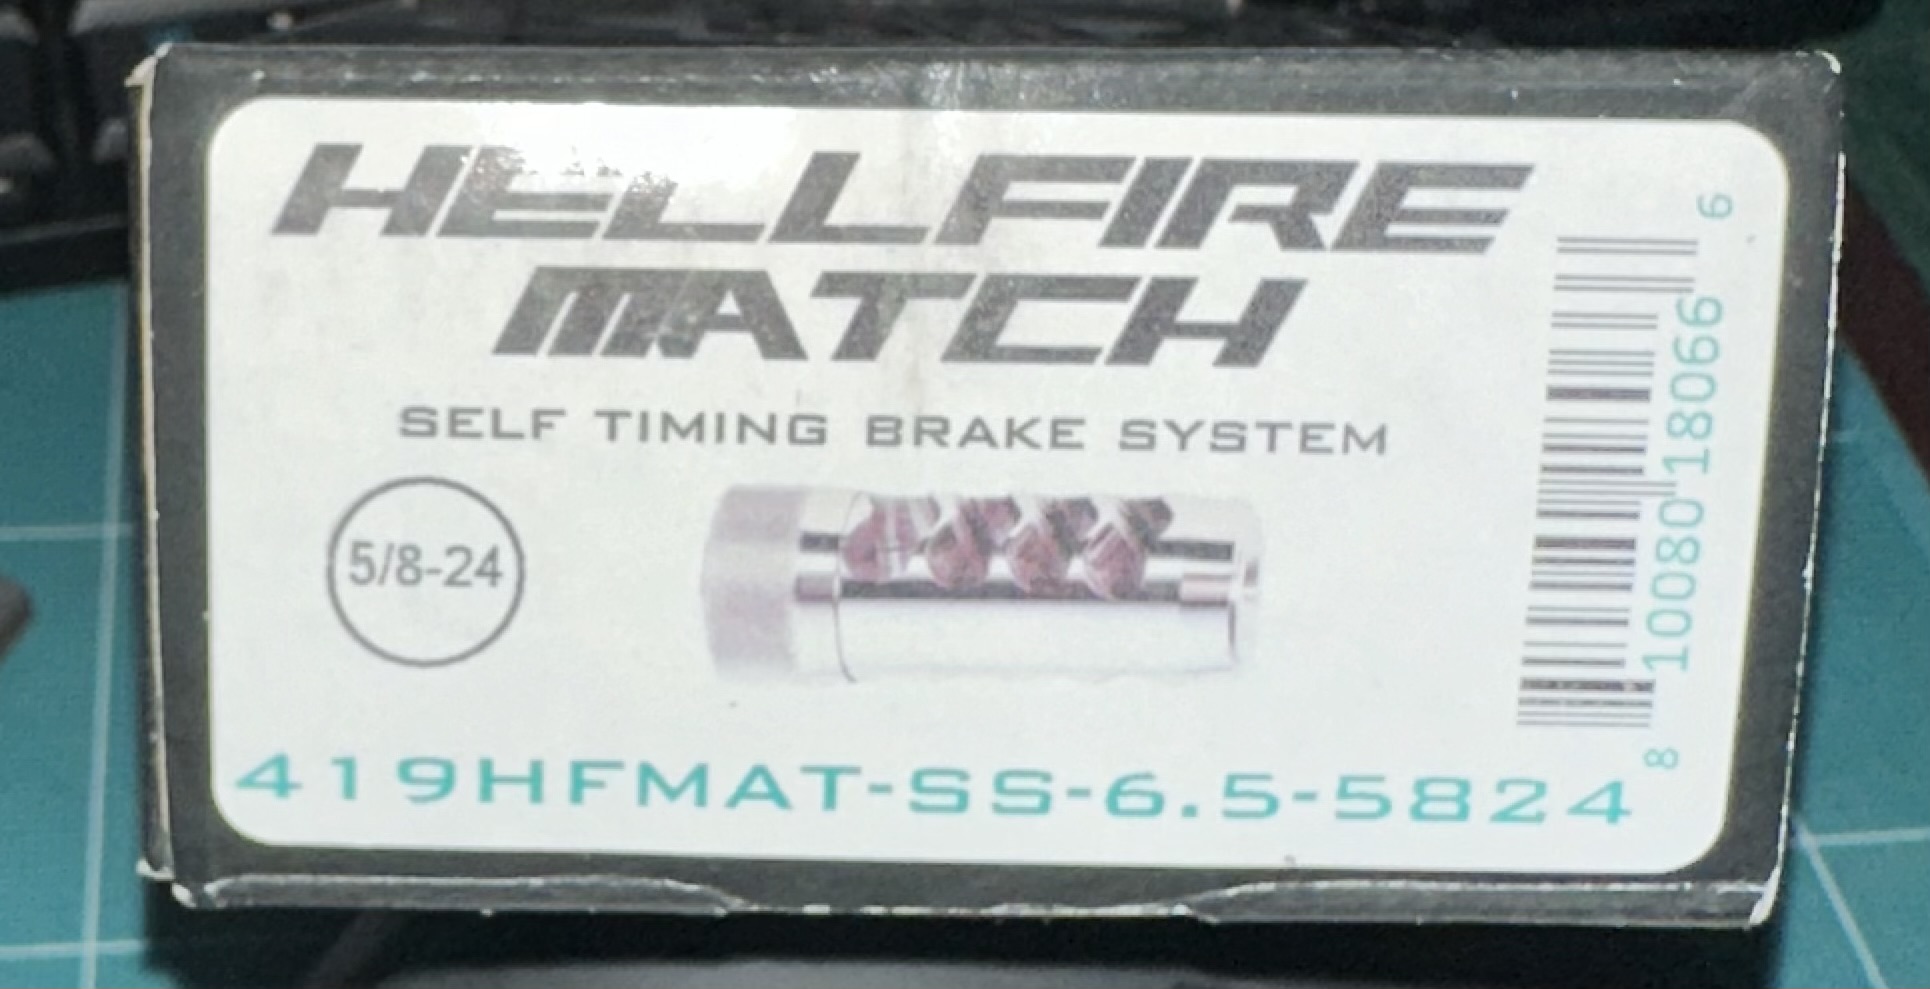 HELLFIRE
MATCH
SELF TIMING BRAKE SYSTEM
5/8-24
419HFMAT-SS-6.5-5824
8 10080 18066 6